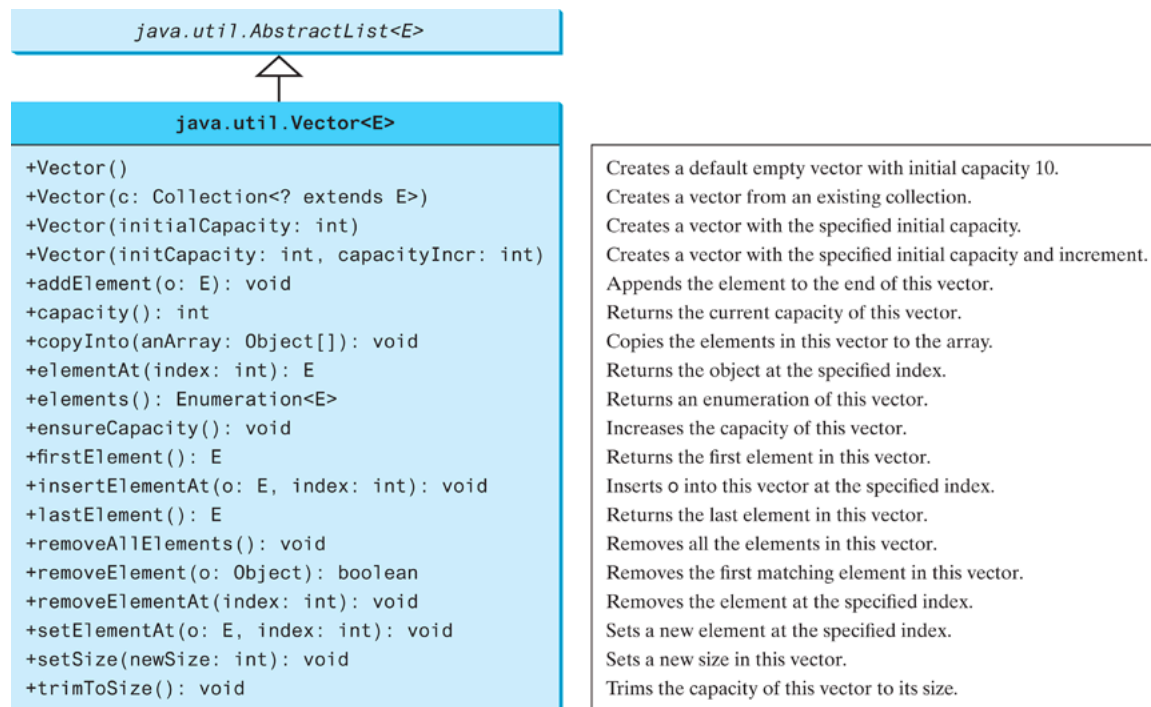 java.util.AbstractList<E>
java.util.Vector<E>
+Vector()
+Vector(c: Collection<? extends E>)
+Vector(initialCapacity: int)
+Vector(initCapacity: int, capacityIncr: int)
+addElement(o: E): void
+capacity(): int
+copyInto(anArray: Object[]): void
+elementAt(index: int): E
+elements(): Enumeration<E>
+ensureCapacity(): void
+firstElement(): E
+insertElementAt(o: E, index: int): void
+lastElement(): E
+removeAllElements(): void
+removeElement(o: Object): boolean
+removeElementAt(index: int): void
+setElementAt(o: E, index: int): void
+setSize(newSize: int): void
+trimToSize(): void
Creates a default empty vector with initial capacity 10.
Creates a vector from an existing collection.
Creates a vector with the specified initial capacity.
Creates a vector with the specified initial capacity and increment.
Appends the element to the end of this vector.
Returns the current capacity of this vector.
Copies the elements in this vector to the array.
Returns the object at the specified index.
Returns an enumeration of this vector.
Increases the capacity of this vector.
Returns the first element in this vector.
Inserts o into this vector at the specified index.
Returns the last element in this vector.
Removes all the elements in this vector.
Removes the first matching element in this vector.
Removes the element at the specified index.
Sets a new element at the specified index.
Sets a new size in this vector.
Trims the capacity of this vector to its size.